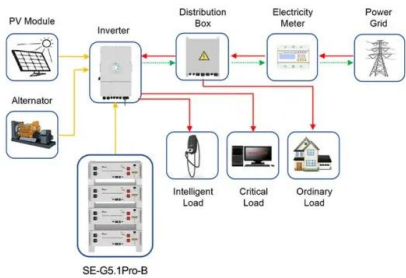 PV Module
Inverter
Distribution
Box
Electricity
Meter
Power
Grid
Alternator
Intelligent
Load
Critical
Load
Ordinary
Load
SE-G5.1Pro-B